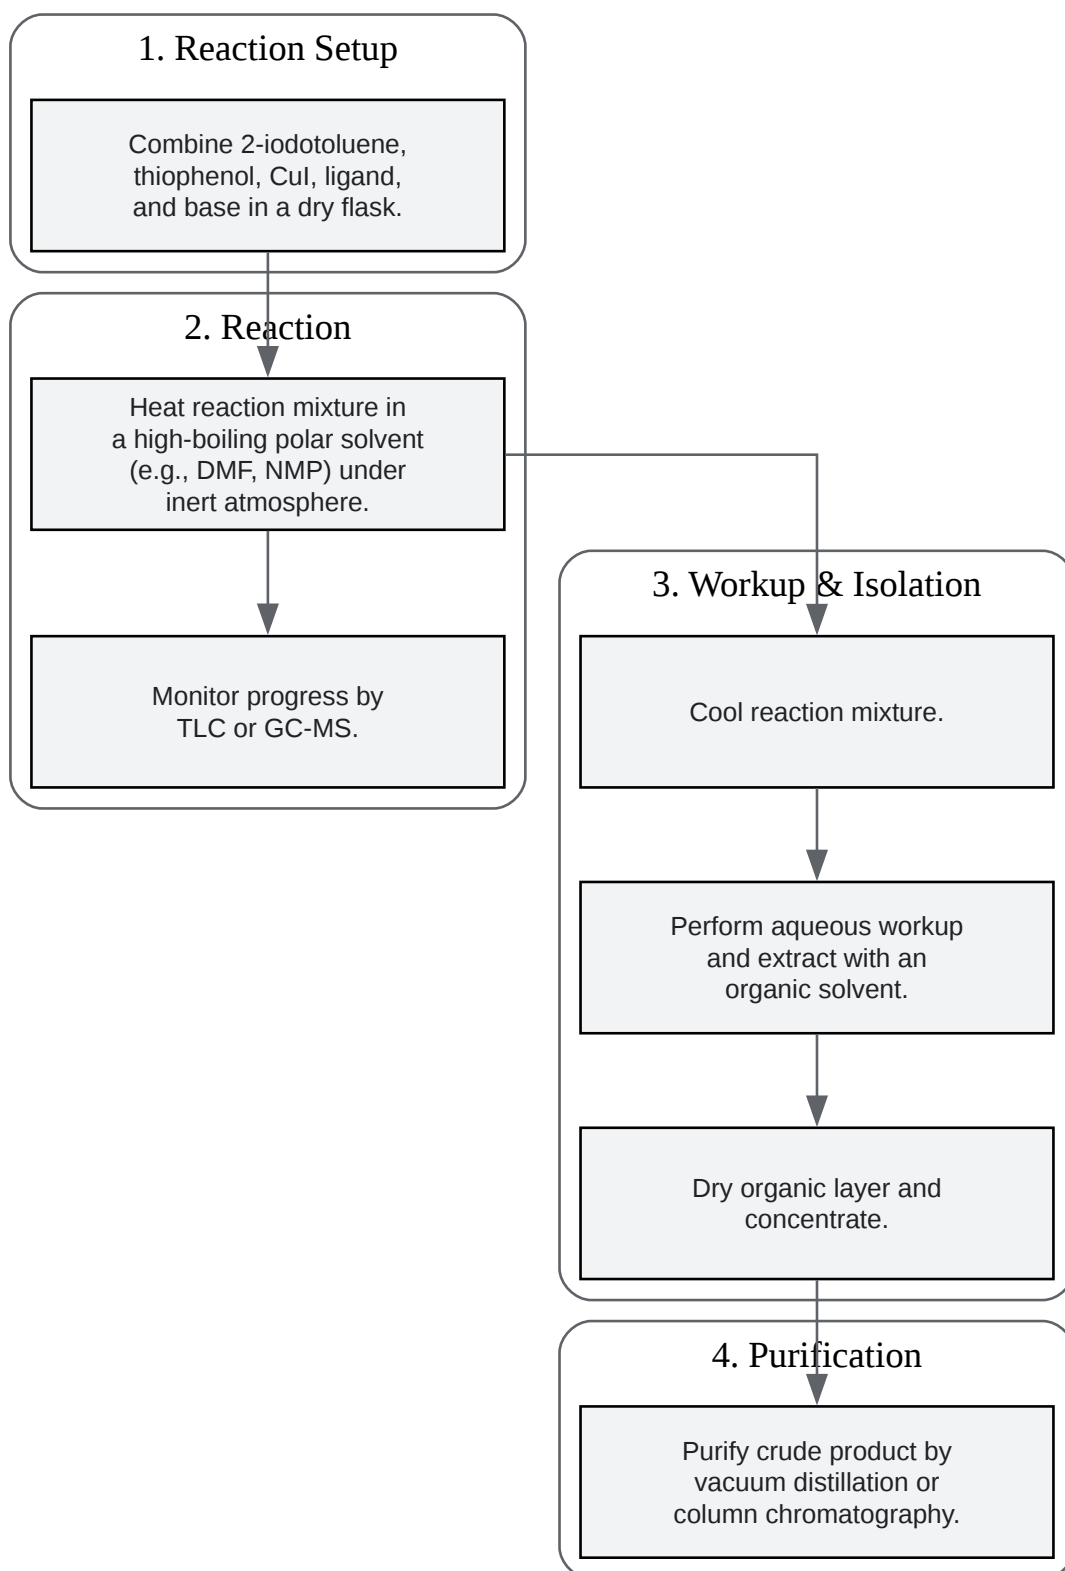 1. Reaction Setup
Combine 2-iodotoluene,
thiophenol, CuI, ligand,
and base in a dry flask.
2. Reaction
Heat reaction mixture in
a high-boiling polar solvent
(e.g., DMF, NMP) under
inert atmosphere.
Monitor progress by
TLC or GC-MS.
3. Workup & Isolation
Cool reaction mixture.
Perform aqueous workup
and extract with an
organic solvent.
Dry organic layer and
concentrate.
4. Purification
Purify crude product by
vacuum distillation or
column chromatography.